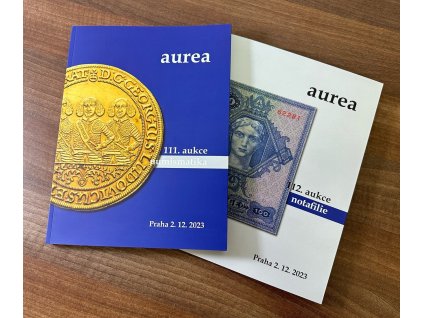 aurea
111. aukce
numismatika
Praha 2. 12. 2023
aurea
112. aukce
notafilie
Praha 2. 12. 2023